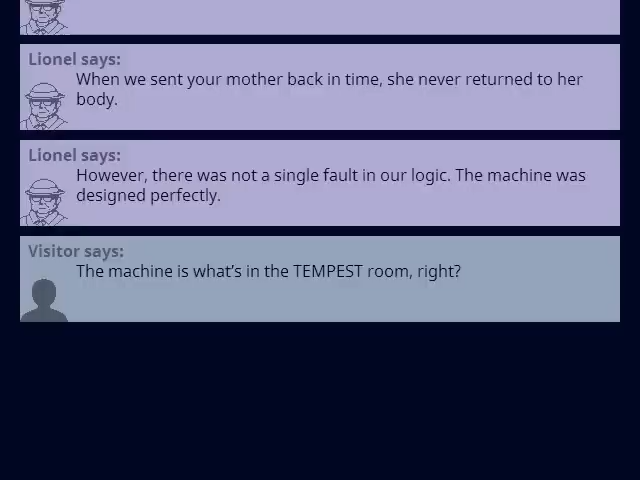 Lionel says:
When we sent your mother back in time, she never returned to her
body.
Lionel says:
However, there was not a single fault in our logic. The machine was
designed perfectly.
Visitor says:
The machine is what’s in the TEMPEST room, right?